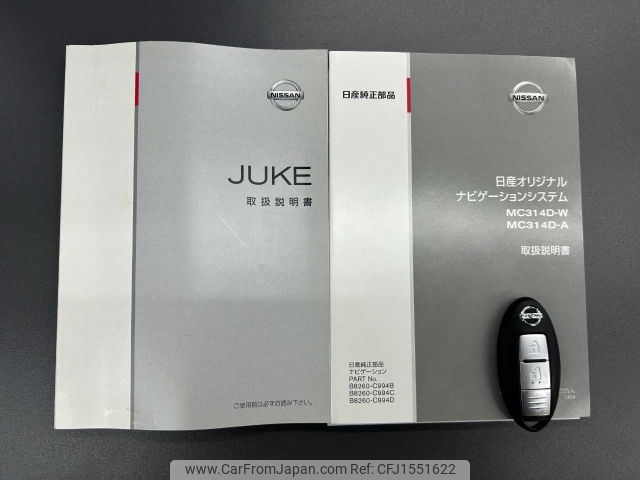 NISSAN
JUKE
取扱説明書
ご使用前は必ずお読み下さい。
日産純正部品
NISSAN
日産オリジナル
ナビゲーションシステム
MC314D-W
MC314D-A
取扱説明書
日産純正部品
ナビゲーション
PART No.
B8260-C994B
B8260-C994C
B8260-C994D
NISSAN
1404
www.CarFromJapan.com - CFJ1551622